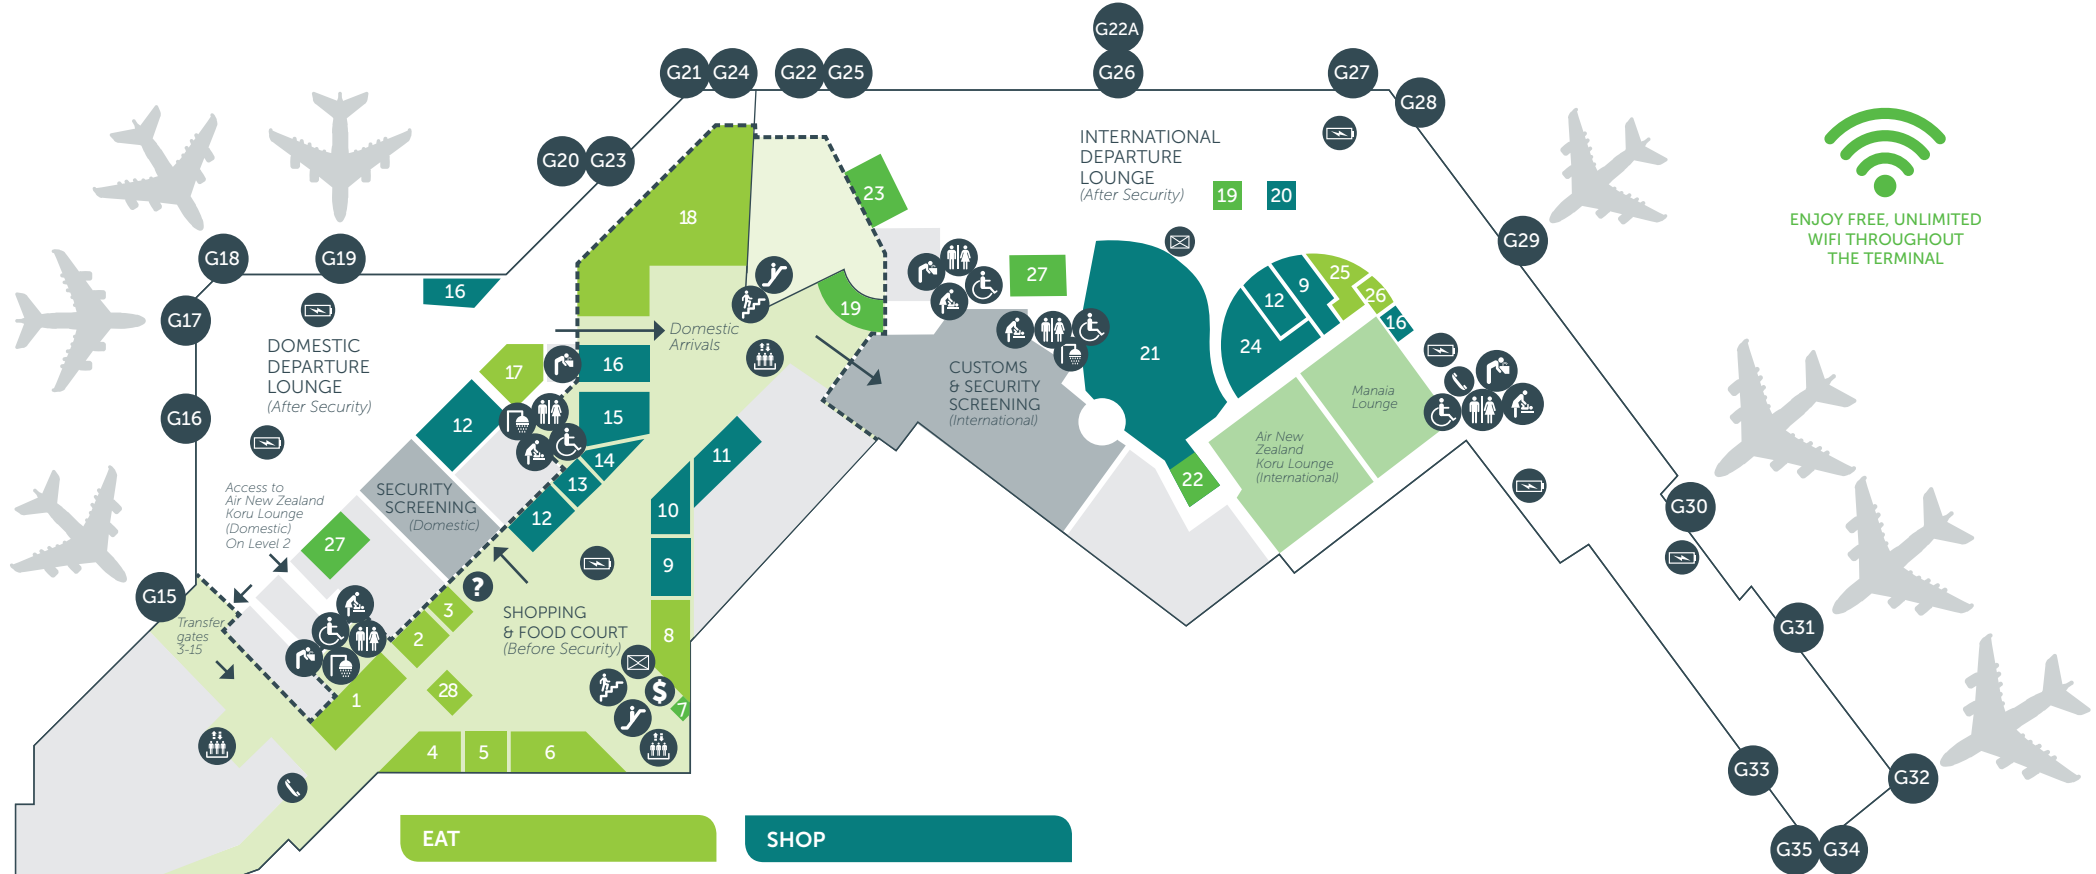 G22A
G21
G24
G22
G25
G26
G27
G28
INTERNATIONAL
DEPARTURE
LOUNGE
(After Security)
19
20
G20
G23
23
18
ENJOY FREE, UNLIMITED
WIFI THROUGHOUT
THE TERMINAL
G18
G19
G29
16
27
25
26
9
12
16
24
21
19
G17
DOMESTIC
DEPARTURE
LOUNGE
(After Security)
Domestic
Arrivals
17
16
15
12
14
13
12
11
10
9
CUSTOMS
& SECURITY
SCREENING
(International)
Manaia
Lounge
Air New
Zealand
Koru Lounge
(International)
22
G16
SECURITY
SCREENING
(Domestic)
Access to
Air New Zealand
Koru Lounge
(Domestic)
On Level 2
27
G30
G15
Transfer
gates
3-15
?
3
2
SHOPPING
& FOOD COURT
(Before Security)
8
G31
1
28
$
7
4
5
6
G33
G32
G35
G34
EAT
SHOP